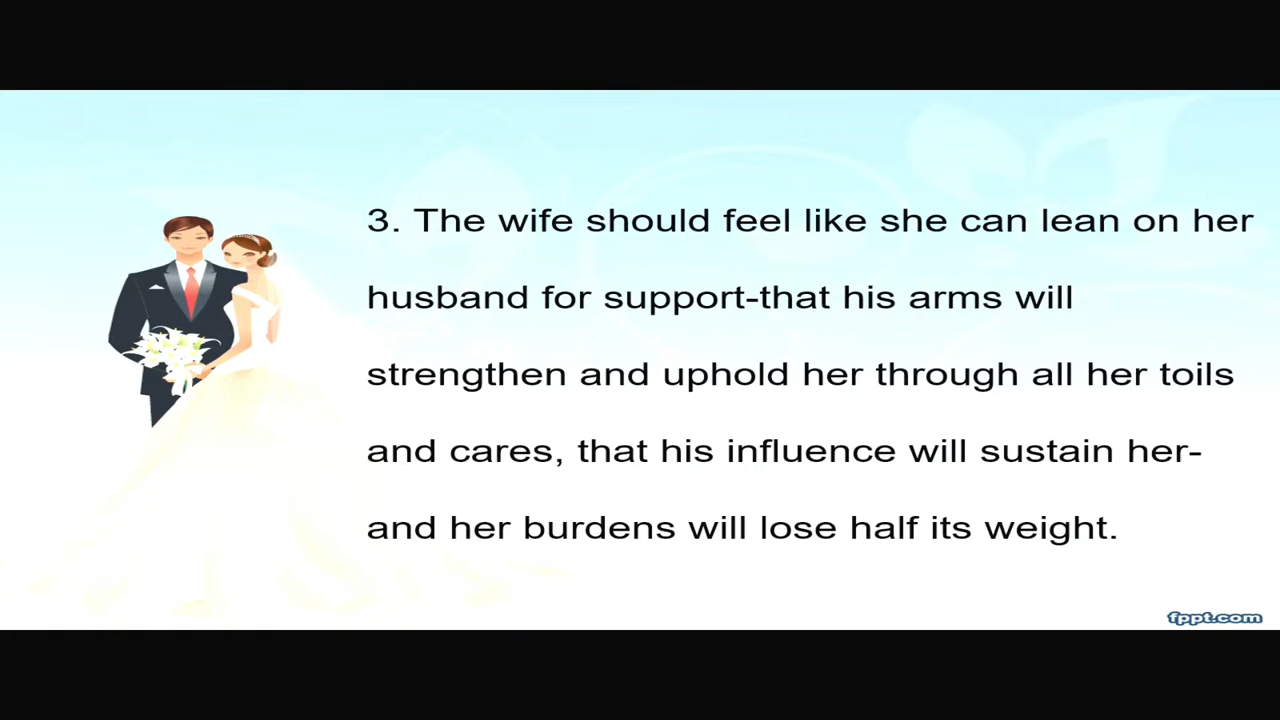 3. The wife should feel like she can lean on her
husband for support-that his arms will
strengthen and uphold her through all her toils
and cares, that his influence will sustain her-
and her burdens will lose half its weight.
fppt.com